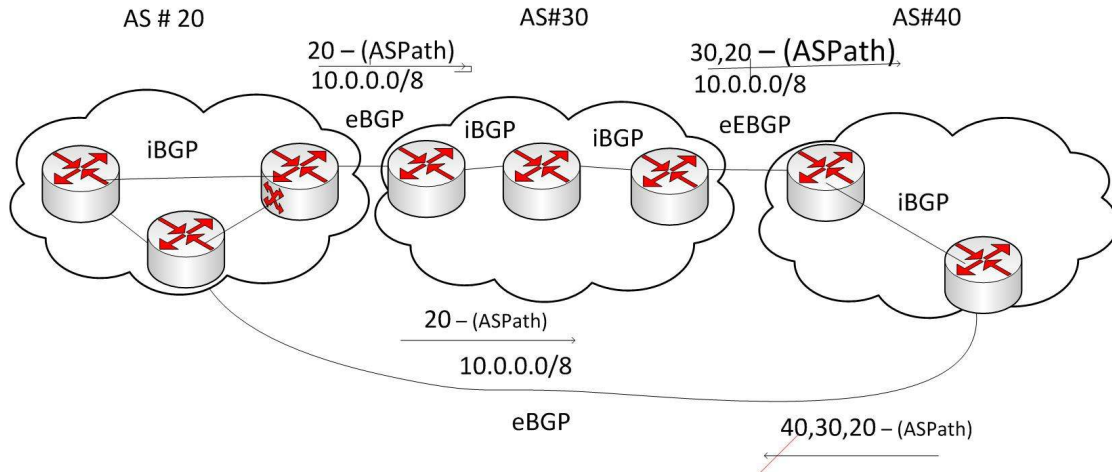 AS # 20
AS#30
AS#40
20 – (ASPath)
10.0.0.0/8
30,20 – (ASPath)
10.0.0.0/8
eBGP
eEBGP
iBGP
iBGP
iBGP
iBGP
20 – (ASPath)
10.0.0.0/8
eBGP
40,30,20 – (ASPath)